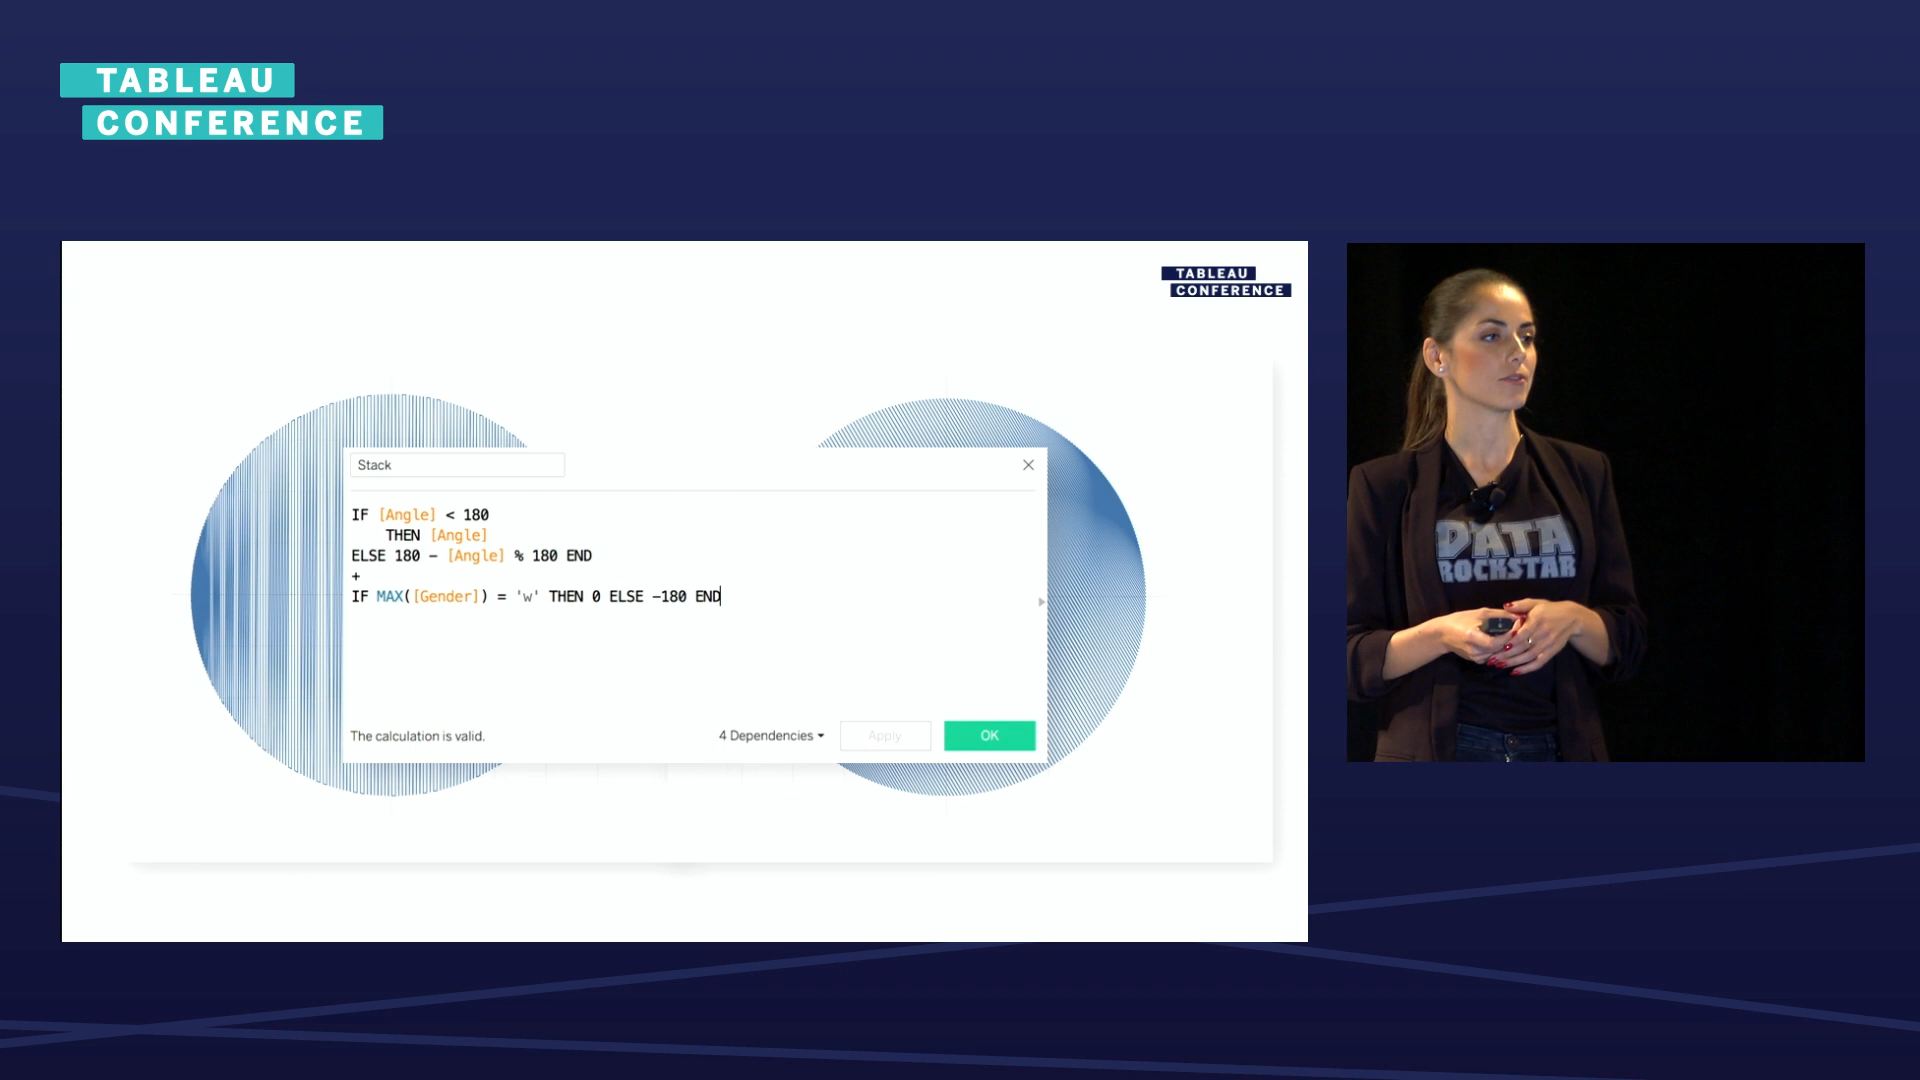 TABLEAU
CONFERENCE
TABLEAU
CONFERENCE
Stack
IF [Angle] < 180
THEN [Angle]
ELSE 180 - [Angle] % 180 END
+
IF MAX([Gender]) = 'w' THEN 0 ELSE -180 END
The calculation is valid.
4 Dependencies
Apply
OK
DATA
ROCKSTAR